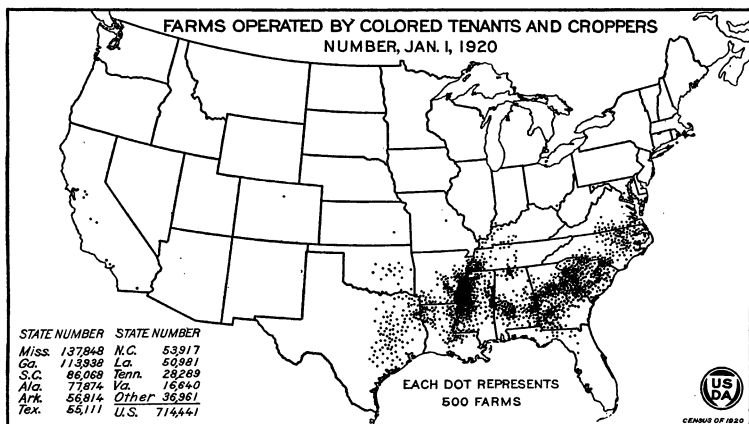 FARMS OPERATED BY COLORED TENANTS AND CROPPERS
NUMBER, JAN. 1, 1920
STATE NUMBER STATE NUMBER
Miss. 137,848 N.C. 53,917
Ga. 113,938 La. 50,981
S.C. 86,068 Tenn. 28,289
Ala. 77,874 Va. 16,640
Ark. 56,814 Other 36,961
Tex. 55,111 U.S. 714,441
EACH DOT REPRESENTS
500 FARMS
US
DA
CENSUS OF 1920